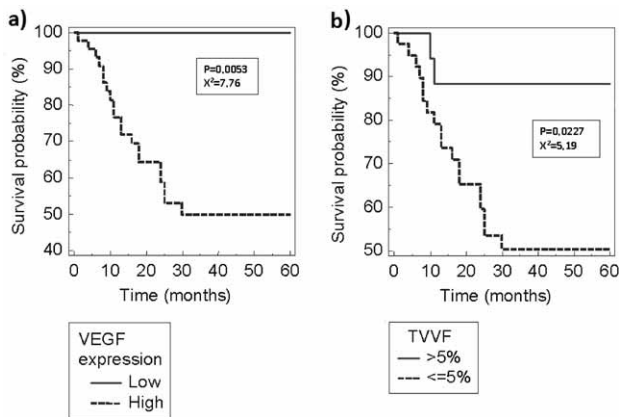 a)
100
90
80
70
60
50
40
Survival probability (%)
P=0,0053
X²=7,76
0 10 20 30 40 50 60
Time (months)
VEGF
expression
Low
High
b)
100
90
80
70
60
50
Survival probability (%)
P=0,0227
X²=5,19
0 10 20 30 40 50 60
Time (months)
TVVF
>5%
<=5%